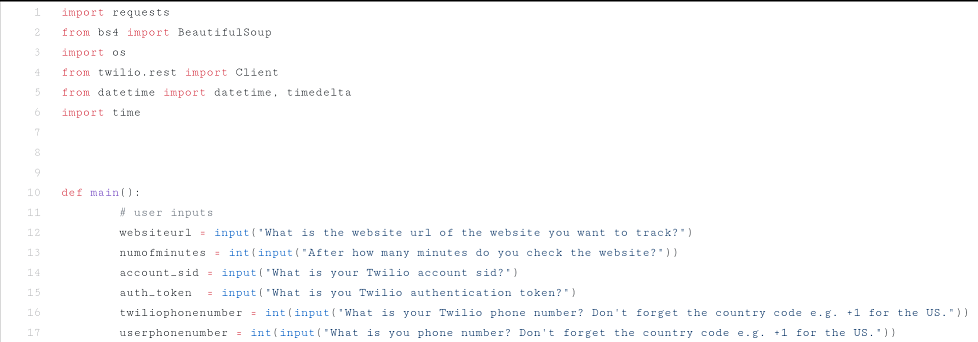 1 import requests
2 from bs4 import BeautifulSoup
3 import os
4 from twilio.rest import Client
5 from datetime import datetime, timedelta
6 import time
7
8
9
10 def main():
11 # user inputs
12 websiteurl = input("What is the website url of the website you want to track?")
13 numofminutes = int(input("After how many minutes do you check the website?"))
14 account_sid = input("What is your Twilio account sid?")
15 auth_token  = input("What is you Twilio authentication token?")
16 twiliophonenumber = int(input("What is your Twilio phone number? Don't forget the country code e.g. +1 for the US."))
17 userphonenumber = int(input("What is you phone number? Don't forget the country code e.g. +1 for the US."))